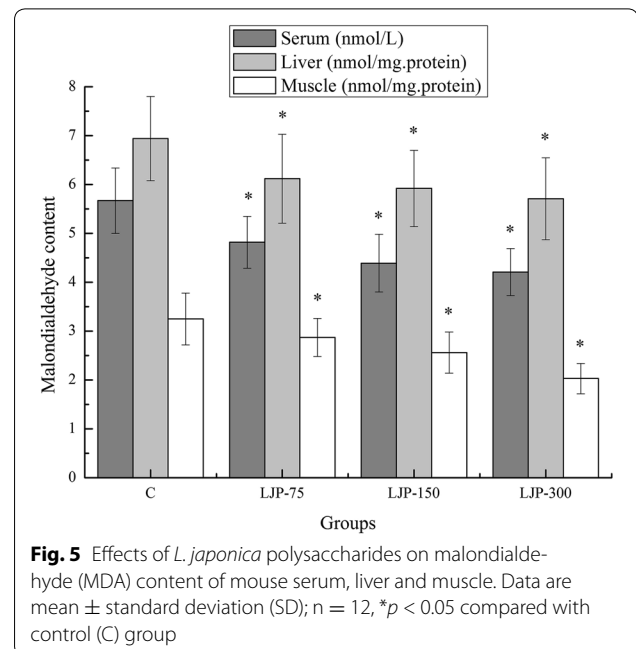 Serum (nmol/L)
Liver (nmol/mg.protein)
Muscle (nmol/mg.protein)
8
7
6
5
4
3
2
1
0
Malondialdehyde content
* * *
* * *
* * *
C LJP-75 LJP-150 LJP-300
Groups
Fig. 5 Effects of L. japonica polysaccharides on malondialde-
hyde (MDA) content of mouse serum, liver and muscle. Data are
mean ± standard deviation (SD); n = 12, *p < 0.05 compared with
control (C) group